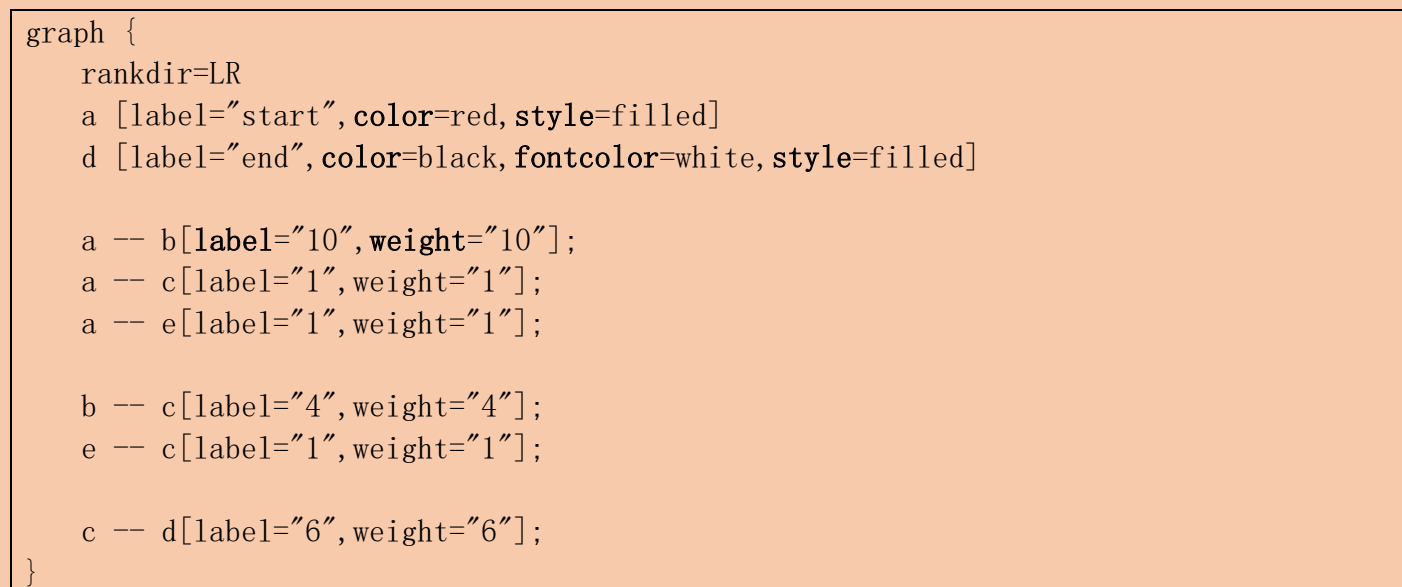 graph {
rankdir=LR
a [label="start",color=red,style=filled]
d [label="end",color=black,fontcolor=white,style=filled]
a -- b[label="10",weight="10"];
a -- c[label="1",weight="1"];
a -- e[label="1",weight="1"];
b -- c[label="4",weight="4"];
e -- c[label="1",weight="1"];
c -- d[label="6",weight="6"];
}